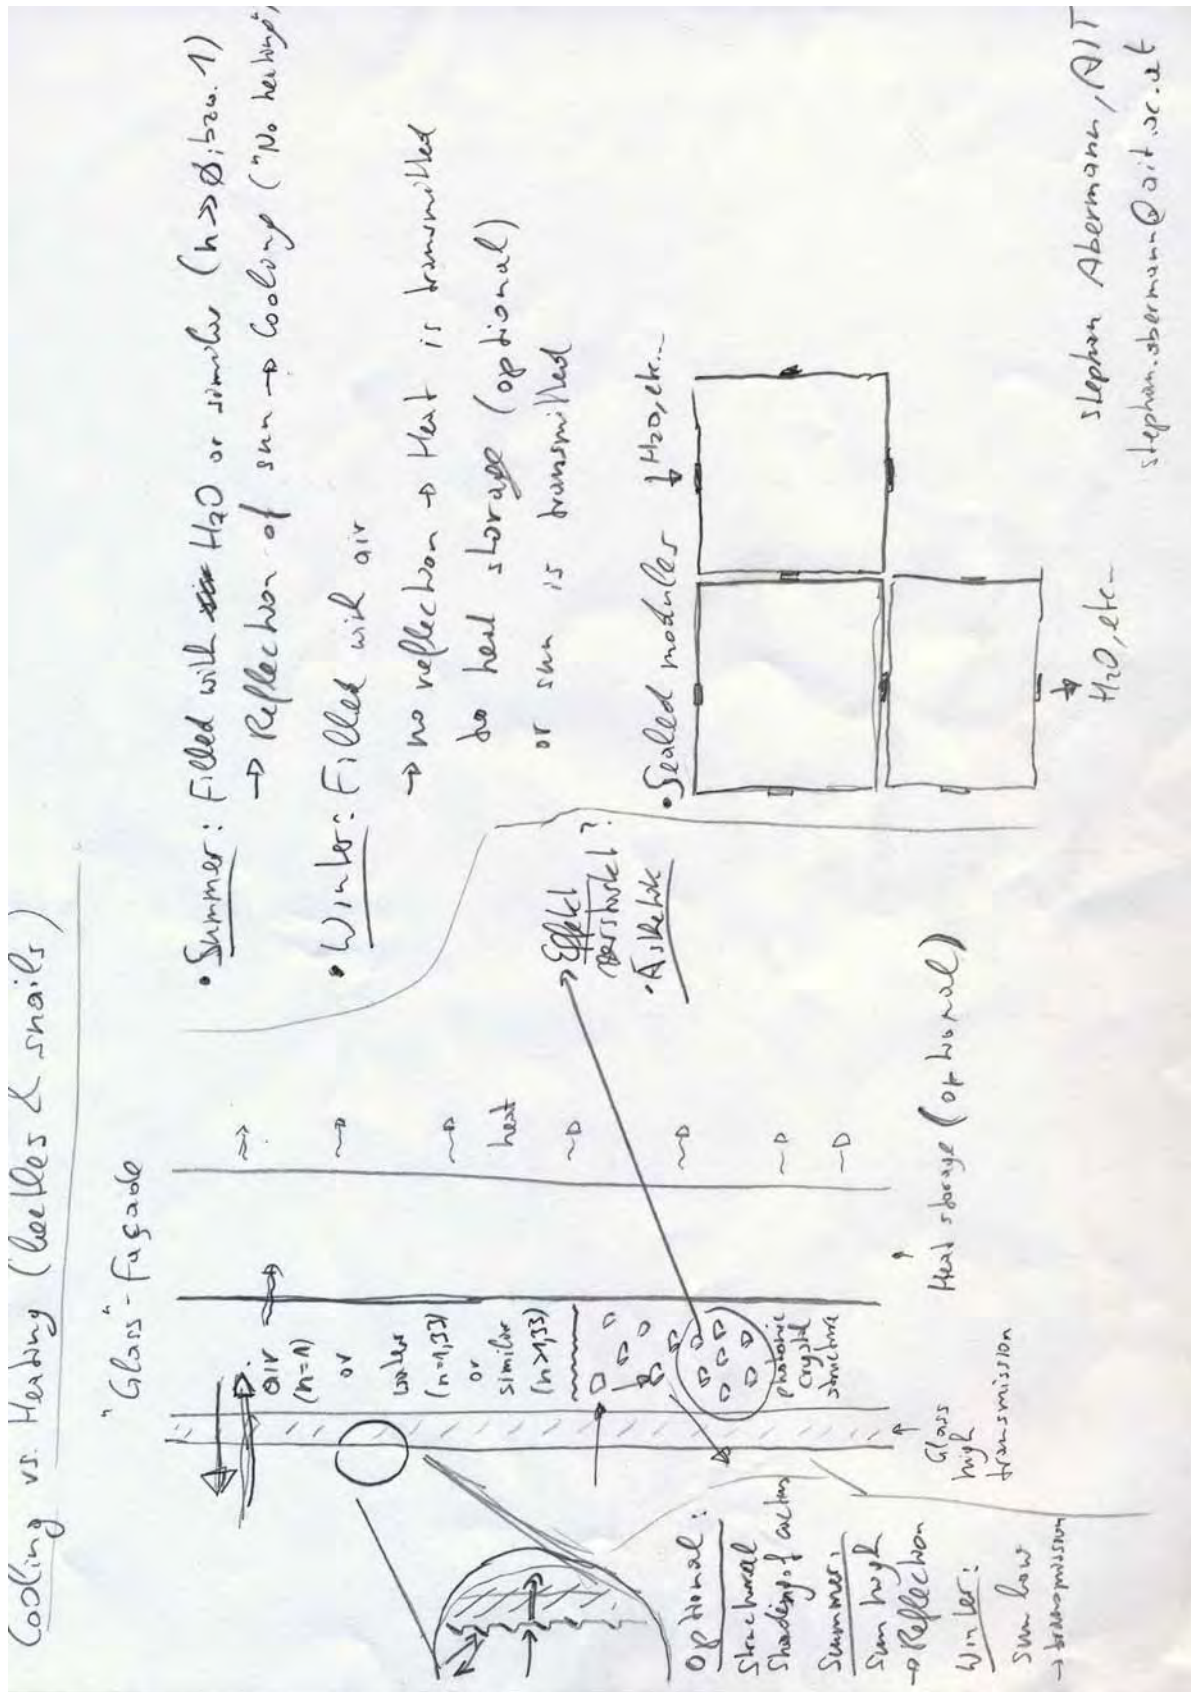 Cooling vs. Heating (beetles & snails)
"Glass"-Façade
air
(n=1)
or
water
(n=1,33)
or
similar
(n>1,33)
photonic
crystal
structure
heat
Glass
high
transmission
Heat storage (optional)
Optional:
Structural
Shading of cactus
Summer:
Sun high
→ Reflection
Winter:
Sun low
→ transmission
→ Effekt
verstärkt?
• Ästhetik
• Summer: Filled with H2O or similar (n>>0; bzw. 1)
→ Reflection of sun → Cooling ("No heating")
• Winter: Filled with air
→ no reflection → Heat is transmitted
to heat storage (optional)
or sun is transmitted
• Sealed modules
H2O, etc..
H2O, etc..
Stephan Abermann, AIT
stephan.abermann@ait.ac.at